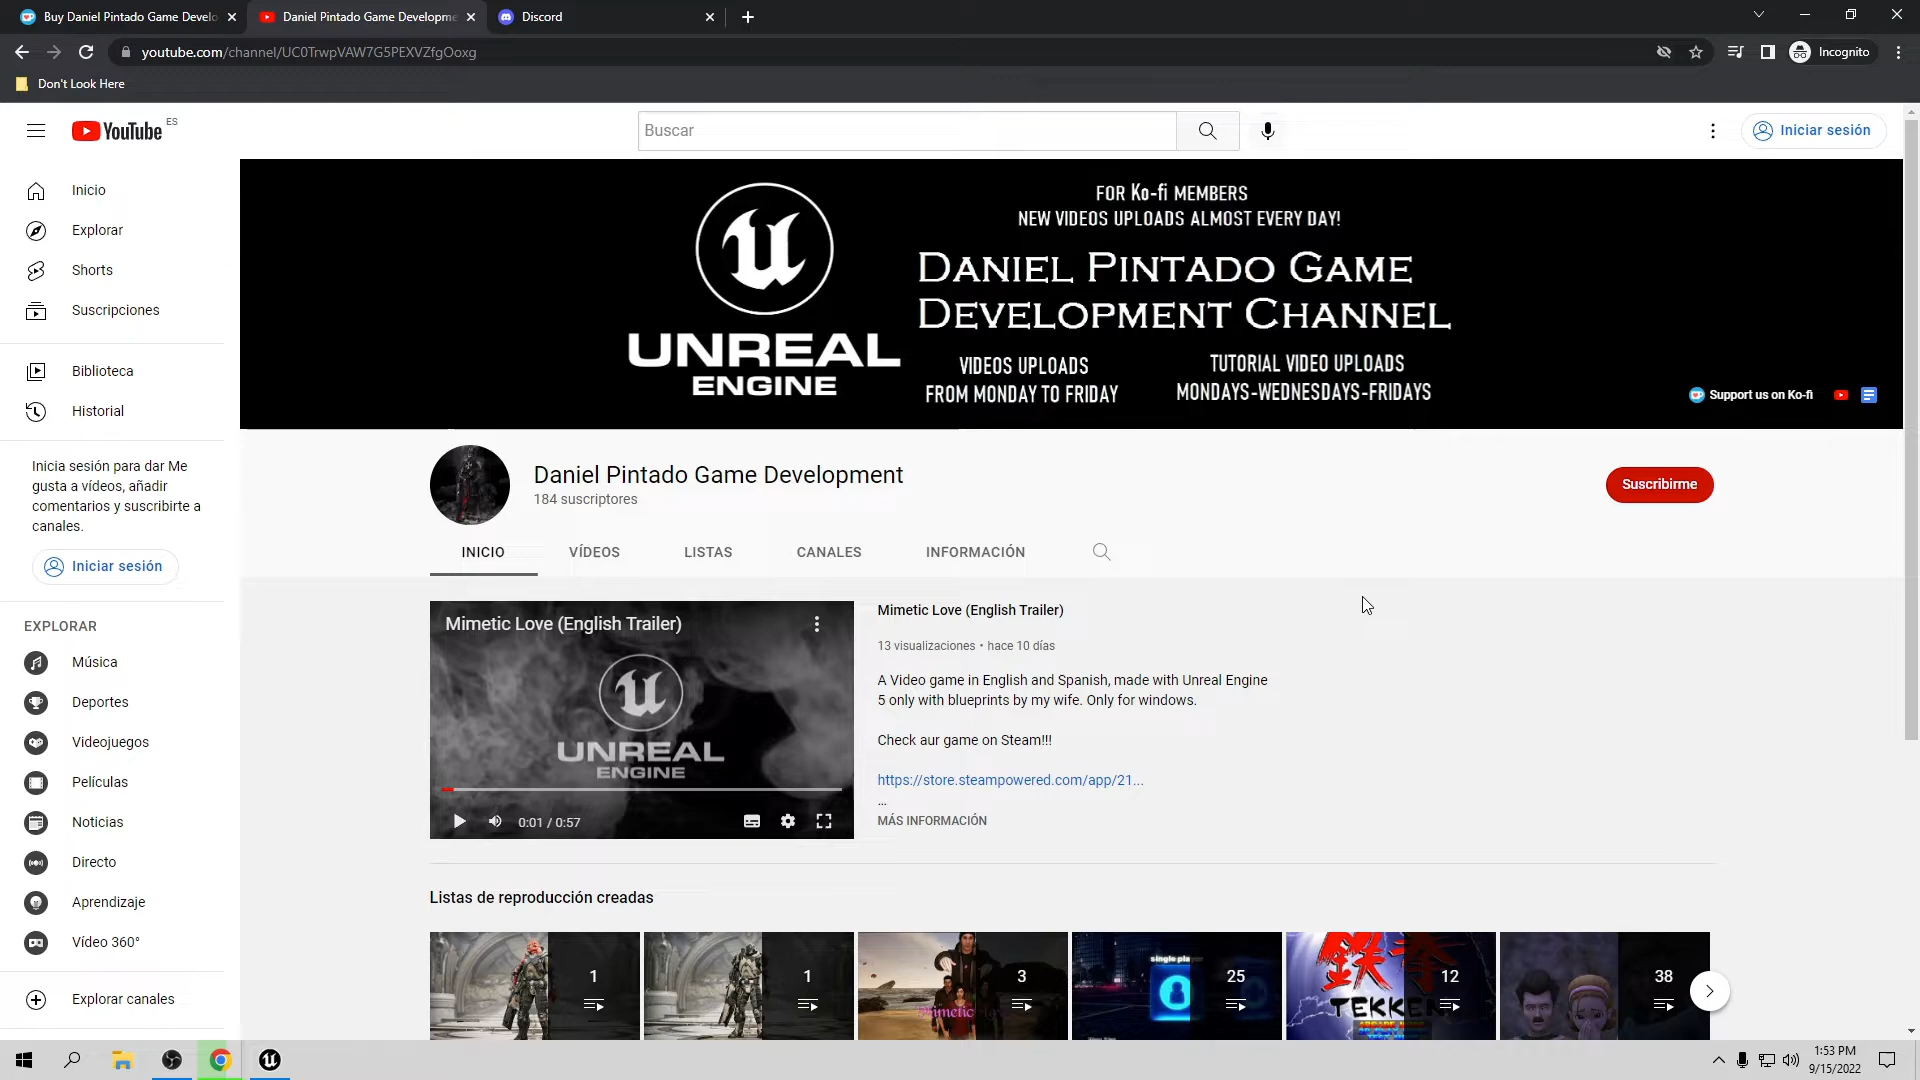 Buy Daniel Pintado Game Develo
Daniel Pintado Game Developme
Discord
youtube.com/channel/UC0TrwpVAW7G5PEXVZfgOoxg
Incognito
Don't Look Here
YouTube ES
Buscar
Iniciar sesión
Inicio
Explorar
Shorts
Suscripciones
Biblioteca
Historial
Inicia sesión para dar Me
gusta a vídeos, añadir
comentarios y suscribirte a
canales.
Iniciar sesión
EXPLORAR
Música
Deportes
Videojuegos
Películas
Noticias
Directo
Aprendizaje
Vídeo 360°
Explorar canales
UNREAL
ENGINE
FOR Ko-fi MEMBERS
NEW VIDEOS UPLOADS ALMOST EVERY DAY!
DANIEL PINTADO GAME
DEVELOPMENT CHANNEL
VIDEOS UPLOADS
FROM MONDAY TO FRIDAY
TUTORIAL VIDEO UPLOADS
MONDAYS-WEDNESDAYS-FRIDAYS
Support us on Ko-fi
Daniel Pintado Game Development
184 suscriptores
Suscribirme
INICIO
VÍDEOS
LISTAS
CANALES
INFORMACIÓN
Mimetic Love (English Trailer)
UNREAL
ENGINE
0:01 / 0:57
Mimetic Love (English Trailer)
13 visualizaciones • hace 10 días
A Video game in English and Spanish, made with Unreal Engine
5 only with blueprints by my wife. Only for windows.
Check aur game on Steam!!!
https://store.steampowered.com/app/21...
...
MÁS INFORMACIÓN
Listas de reproducción creadas
1
1
3
single pla
25
鉄拳
TEKKEN
12
38
1:53 PM
9/15/2022